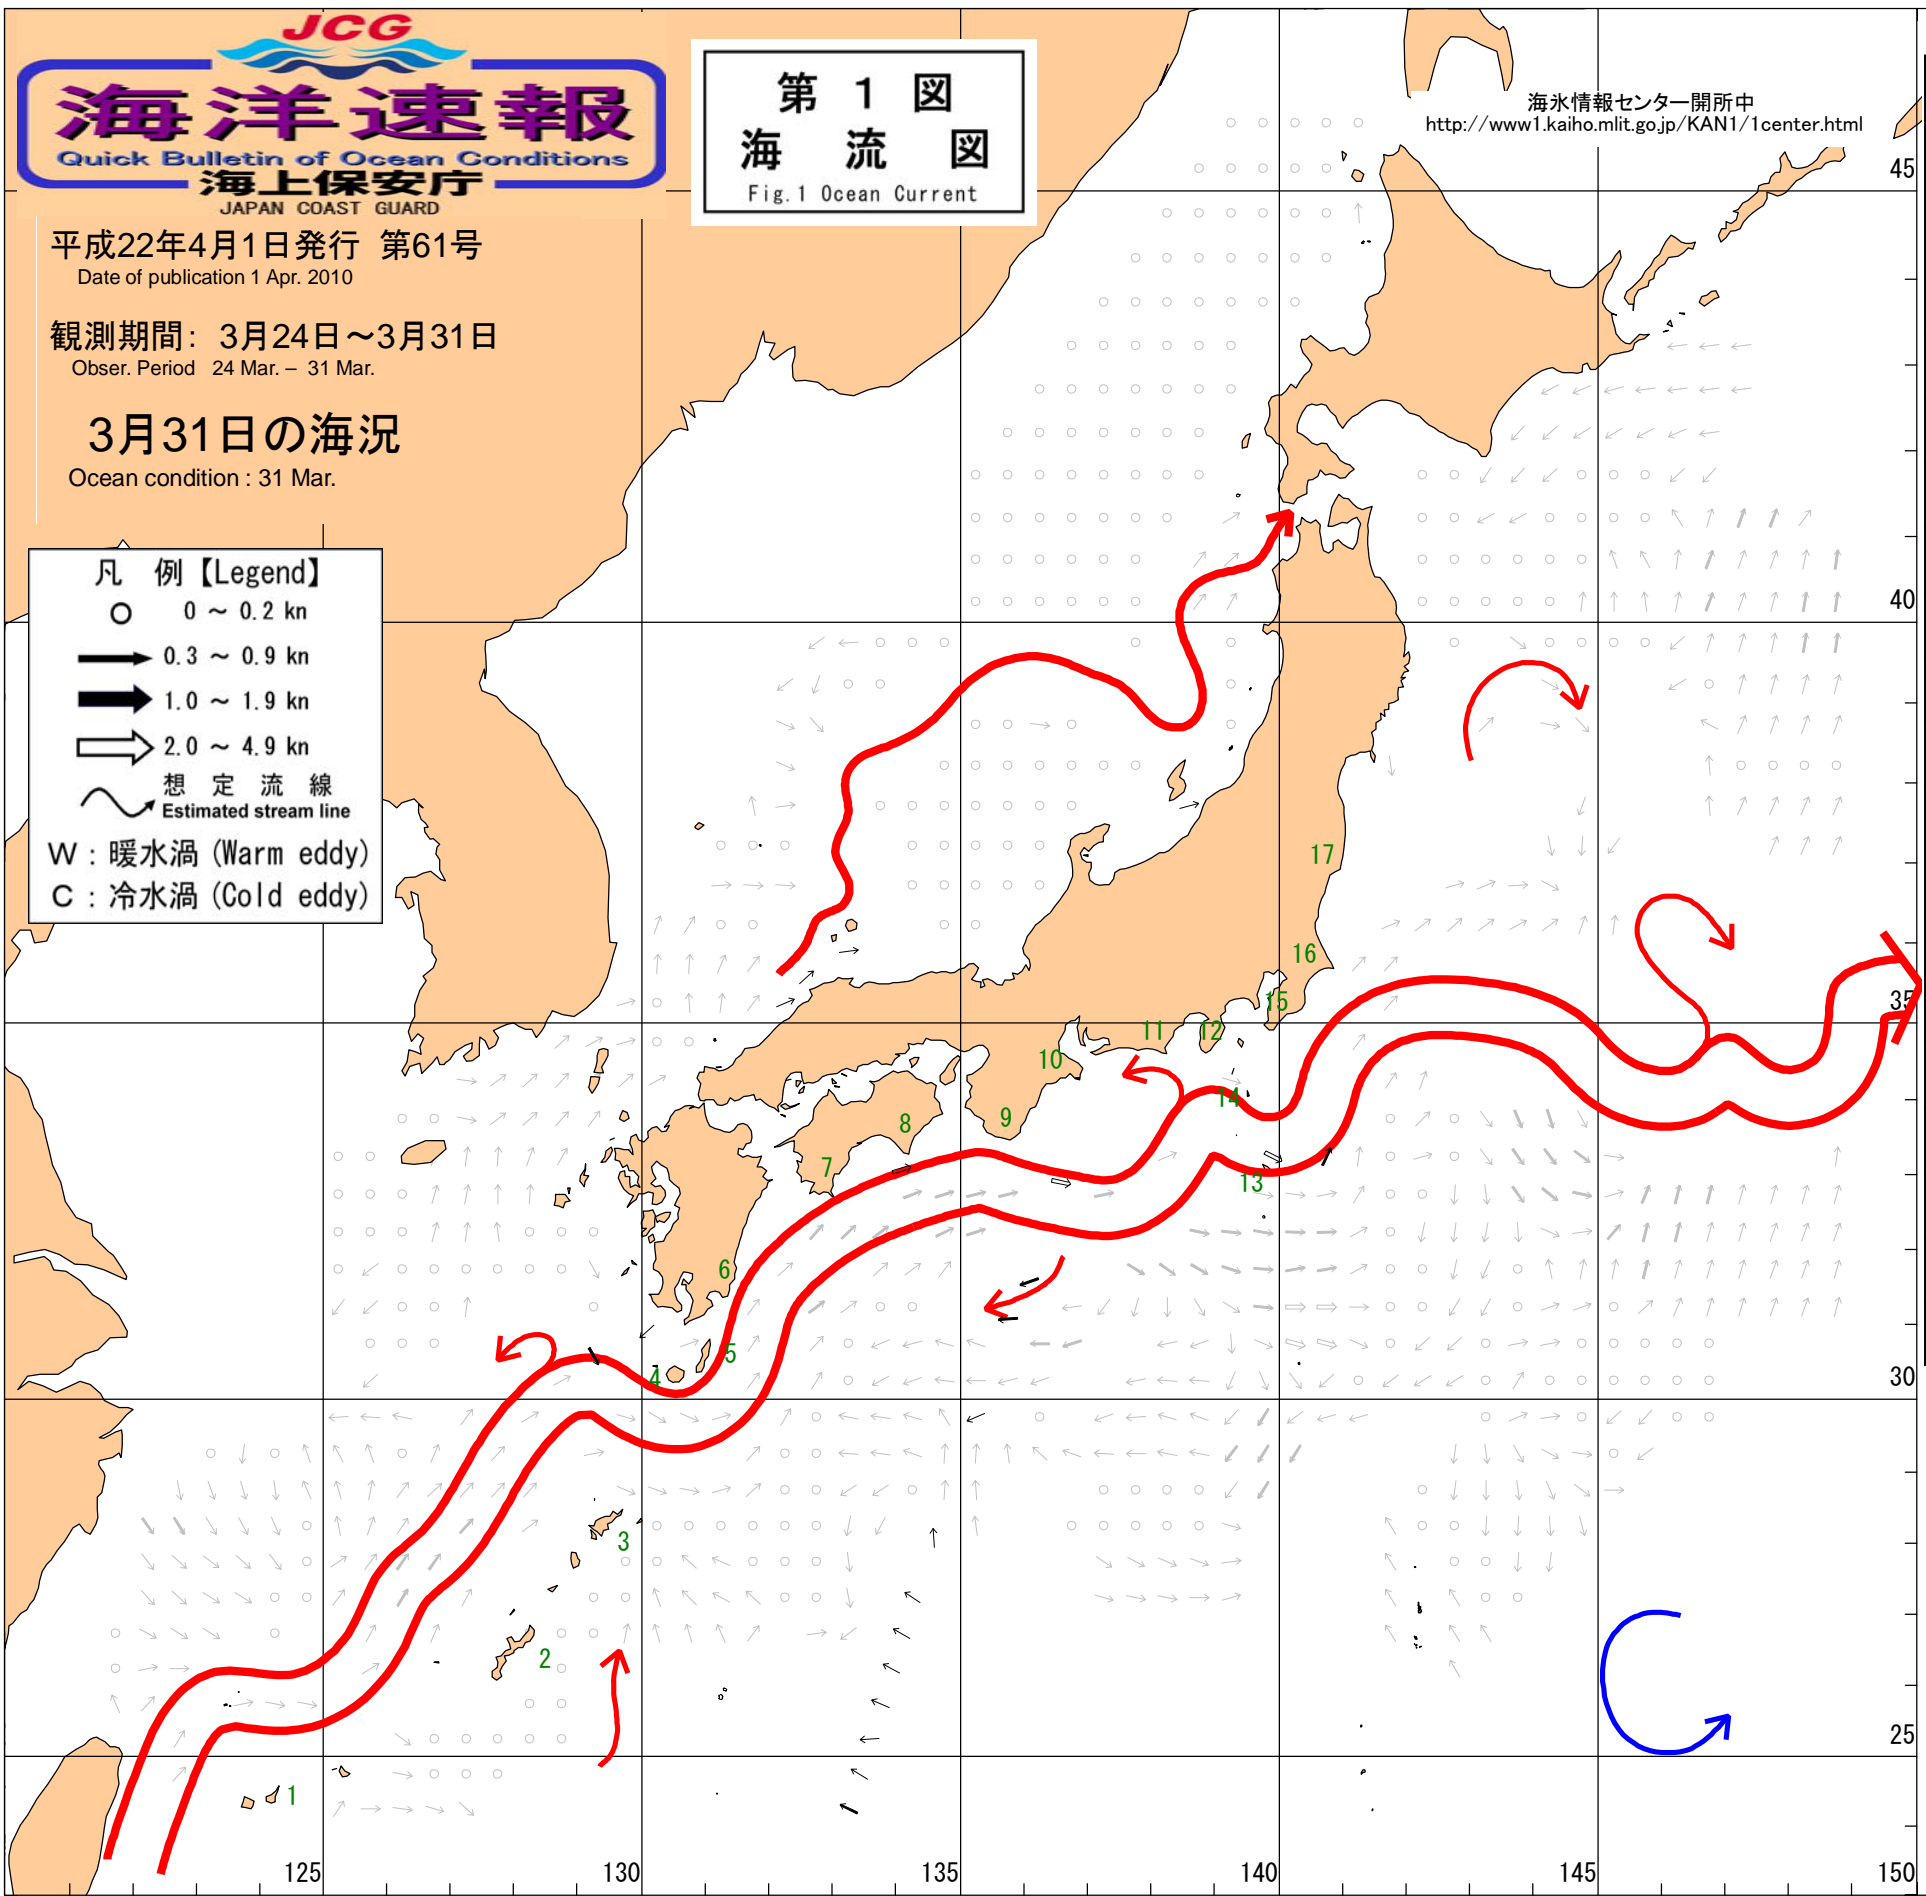 JCG
海洋速報
Quick Bulletin of Ocean Conditions
海上保安庁
JAPAN COAST GUARD
第 1 図
海 流 図
Fig.1 Ocean Current
海氷情報センター開所中
http://www1.kaiho.mlit.go.jp/KAN1/1center.html
平成22年4月1日発行 第61号
Date of publication 1 Apr. 2010
観測期間: 3月24日～3月31日
Obser. Period 24 Mar. – 31 Mar.
3月31日の海況
Ocean condition : 31 Mar.
凡 例【Legend】
0 ～ 0.2 kn
0.3 ～ 0.9 kn
1.0 ～ 1.9 kn
2.0 ～ 4.9 kn
想 定 流 線
Estimated stream line
W : 暖水渦 (Warm eddy)
C : 冷水渦 (Cold eddy)
45
40
35
30
25
17
16
15
11
12
10
14
9
8
7
13
6
5
4
3
2
1
125
130
135
140
145
150